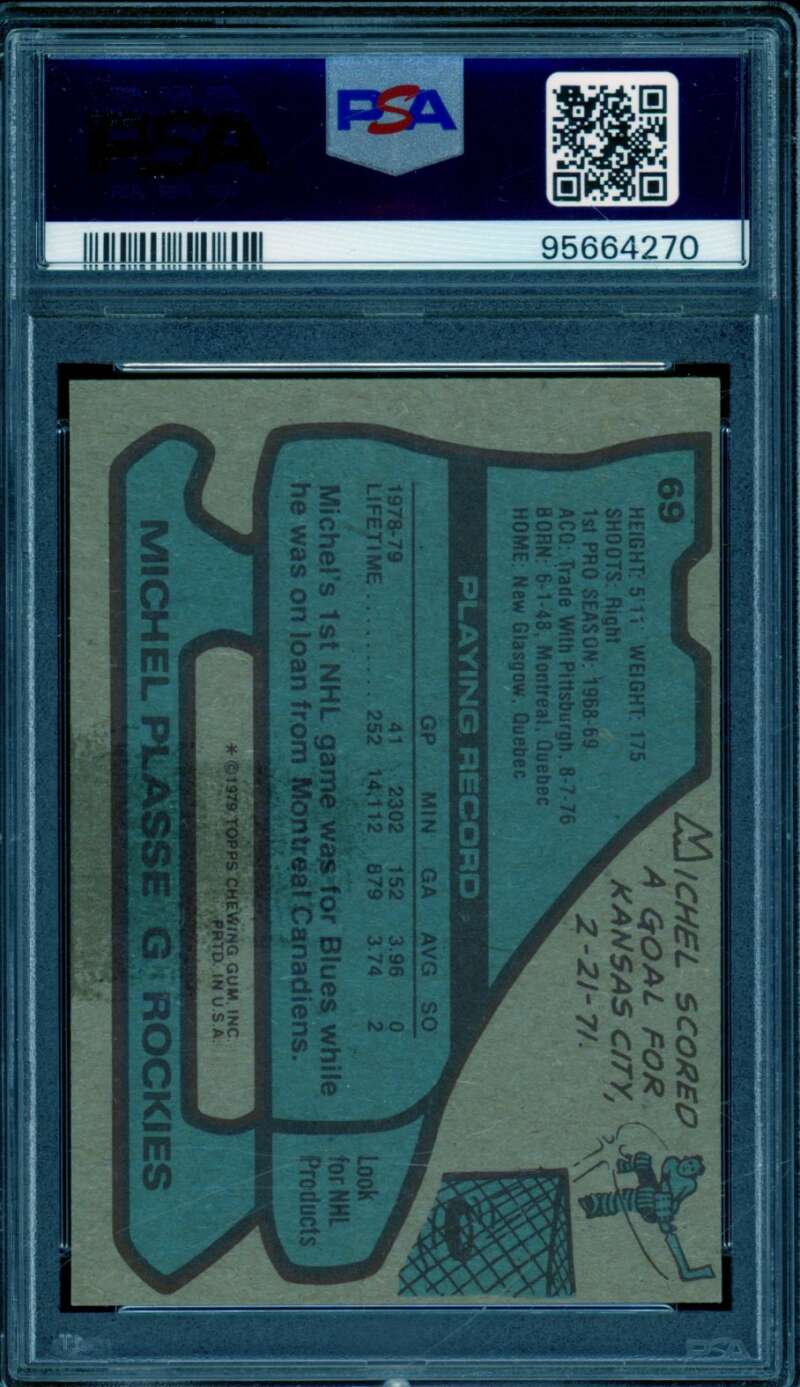 PSA
PSA
95664270
69
HEIGHT: 5'11 WEIGHT: 175
SHOOTS: Right
1st PRO SEASON: 1968-69
ACQ: Trade With Pittsburgh, 8-7-76
BORN: 6-1-48, Montreal, Quebec
HOME: New Glasgow, Quebec
MICHEL SCORED
A GOAL FOR
KANSAS CITY,
2-21-71.
PLAYING RECORD
GP MIN GA AVG SO
1978-79 41 2302 152 3.96 0
LIFETIME.......... 252 14,112 879 3.74 2
Michel's 1st NHL game was for Blues while
he was on loan from Montreal Canadiens.
Look
for NHL
Products
* ©1979 TOPPS CHEWING GUM, INC.
PRTD. IN U.S.A.
MICHEL PLASSE G ROCKIES
PSA